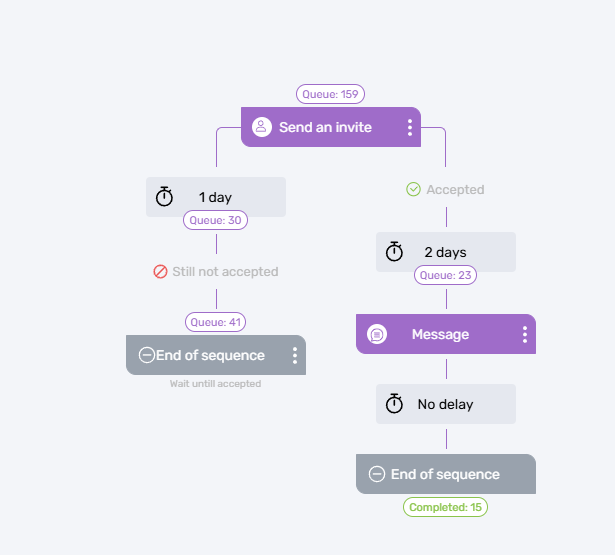 Queue: 159
Send an invite
1 day
Queue: 30
Still not accepted
Queue: 41
End of sequence
Wait untill accepted
Accepted
2 days
Queue: 23
Message
No delay
End of sequence
Completed: 15